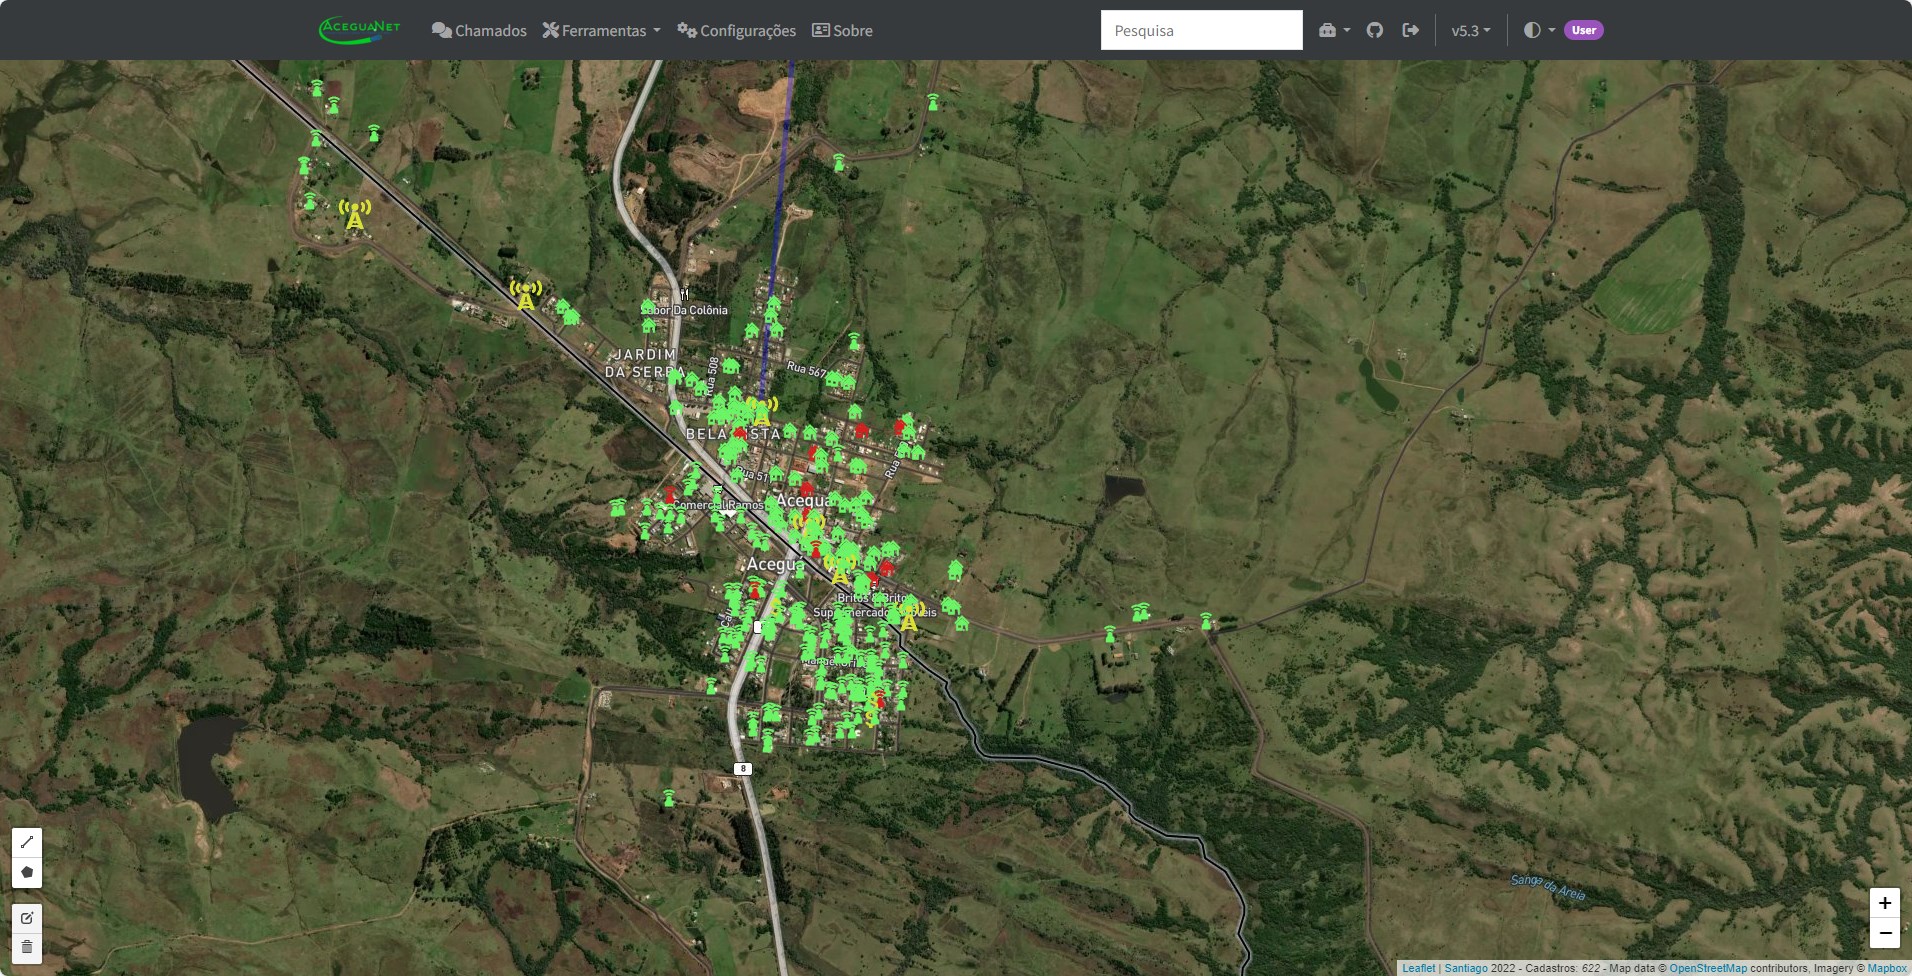 ACEGUANET
Chamados
Ferramentas
Configurações
Sobre
Pesquisa
v5.3
User
Sabor Da Colônia
JARDIM
DA SERRA
Rua 508
Rua 567
BELA VISTA
Rua 51
Rua
Comercial Ramos
Aceguá
Aceguá
Britos & Brito
Supermercado
8
Sanga da Areia
+
−
Leaflet | Santiago 2022 - Cadastros: 622 - Map data © OpenStreetMap contributors, Imagery © Mapbox